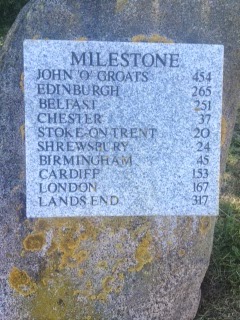 MILESTONE
JOHN 'O' GROATS 454
EDINBURGH 265
BELFAST 251
CHESTER 37
STOKE-ON-TRENT 20
SHREWSBURY 24
BIRMINGHAM 45
CARDIFF 153
LONDON 167
LANDS END 317